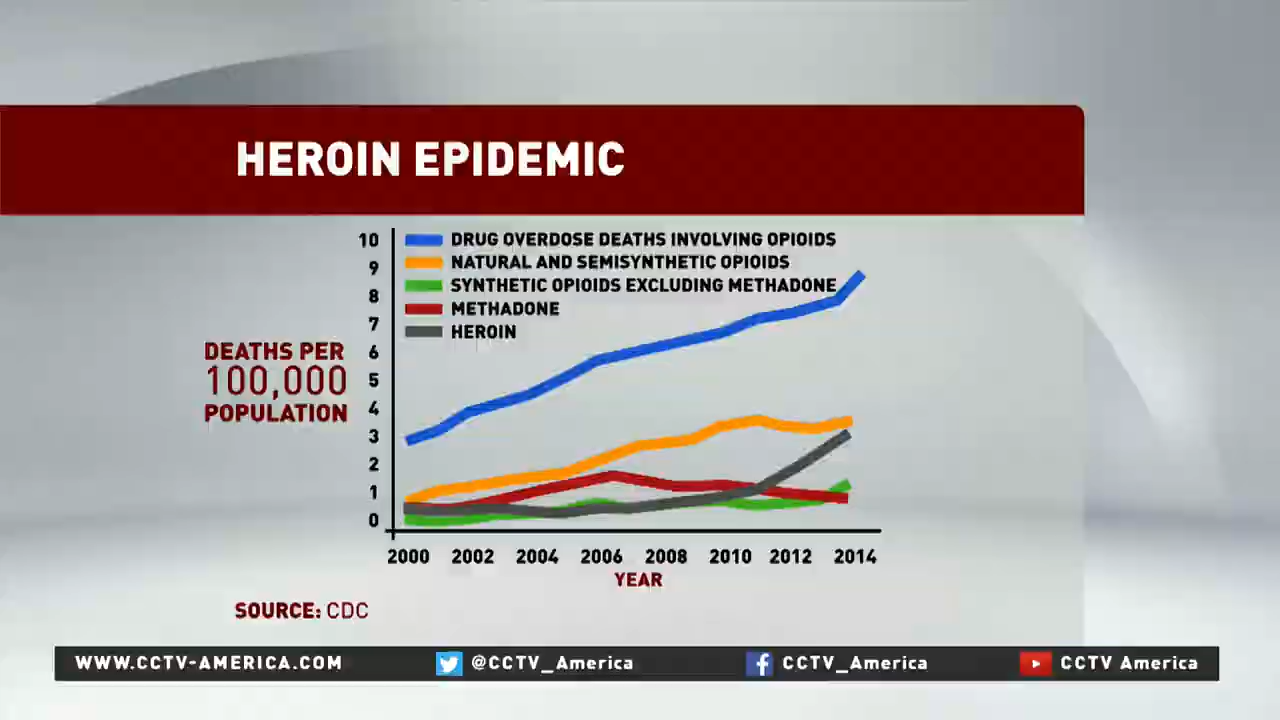 HEROIN EPIDEMIC
10
9
8
7
6
5
4
3
2
1
0
DRUG OVERDOSE DEATHS INVOLVING OPIOIDS
NATURAL AND SEMISYNTHETIC OPIOIDS
SYNTHETIC OPIOIDS EXCLUDING METHADONE
METHADONE
HEROIN
DEATHS PER
100,000
POPULATION
2000 2002 2004 2006 2008 2010 2012 2014
YEAR
SOURCE: CDC
WWW.CCTV-AMERICA.COM @CCTV_America CCTV_America CCTV America